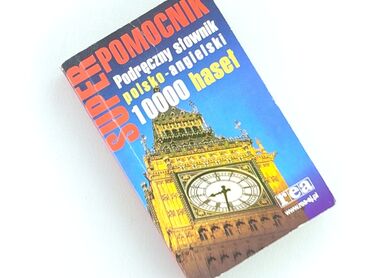 SUPER
POMOCNIK
Podręczny słownik
polsko-angielski
10000 haseł
rea
www.rea-sj.pl